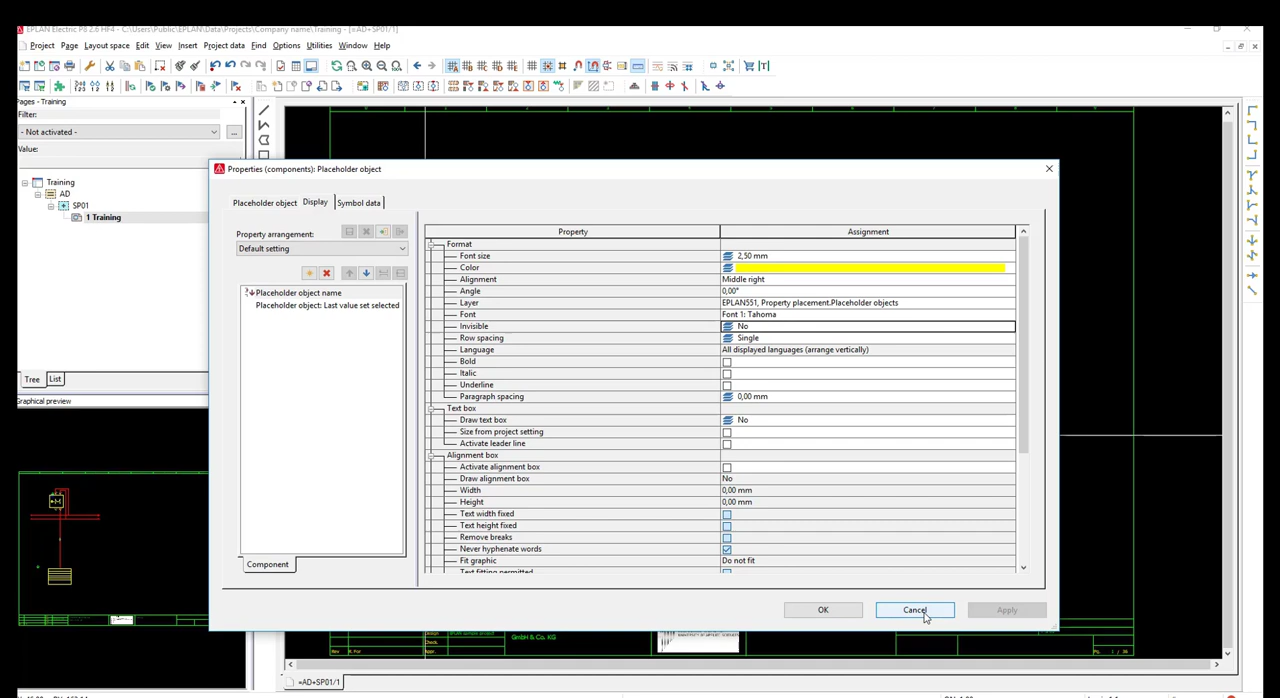 EPLAN Electric P8 2.6 HF4 - C:\Users\Public\EPLAN\Data\Projects\Company name\Training - [=AD+SP01/1]
Project Page Layout space Edit View Insert Project data Find Options Utilities Window Help
Pages - Training
Filter:
- Not activated -
...
Value:
Training
AD
SP01
1 Training
Tree List
Graphical preview
Properties (components): Placeholder object
Placeholder object Display Symbol data
Property arrangement:
Default setting
Placeholder object name
Placeholder object: Last value set selected
Component
Property Assignment
Format
Font size 2,50 mm
Color
Alignment Middle right
Angle 0,00°
Layer EPLAN551, Property placement.Placeholder objects
Font Font 1: Tahoma
Invisible No
Row spacing Single
Language All displayed languages (arrange vertically)
Bold
Italic
Underline
Paragraph spacing 0,00 mm
Text box
Draw text box No
Size from project setting
Activate leader line
Alignment box
Activate alignment box
Draw alignment box No
Width 0,00 mm
Height 0,00 mm
Text width fixed
Text height fixed
Remove breaks
Never hyphenate words
Fit graphic Do not fit
Text fitting permitted
OK Cancel Apply
GmbH & Co. KG
=AD+SP01/1